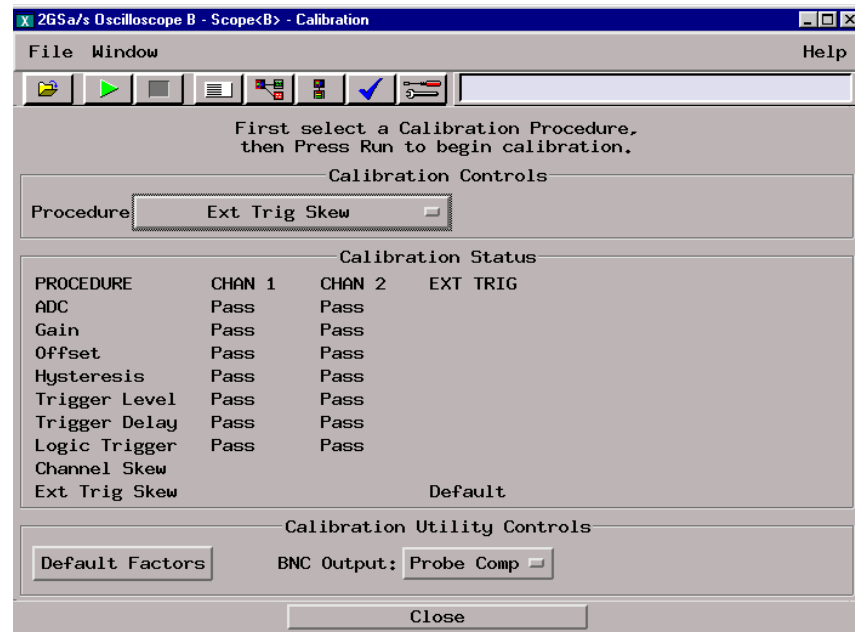 2GSa/s Oscilloscope B - Scope<B> - Calibration
File Window Help
First select a Calibration Procedure,
then Press Run to begin calibration.
Calibration Controls
Procedure Ext Trig Skew
Calibration Status
PROCEDURE CHAN 1 CHAN 2 EXT TRIG
ADC Pass Pass
Gain Pass Pass
Offset Pass Pass
Hysteresis Pass Pass
Trigger Level Pass Pass
Trigger Delay Pass Pass
Logic Trigger Pass Pass
Channel Skew
Ext Trig Skew Default
Calibration Utility Controls
Default Factors BNC Output: Probe Comp
Close